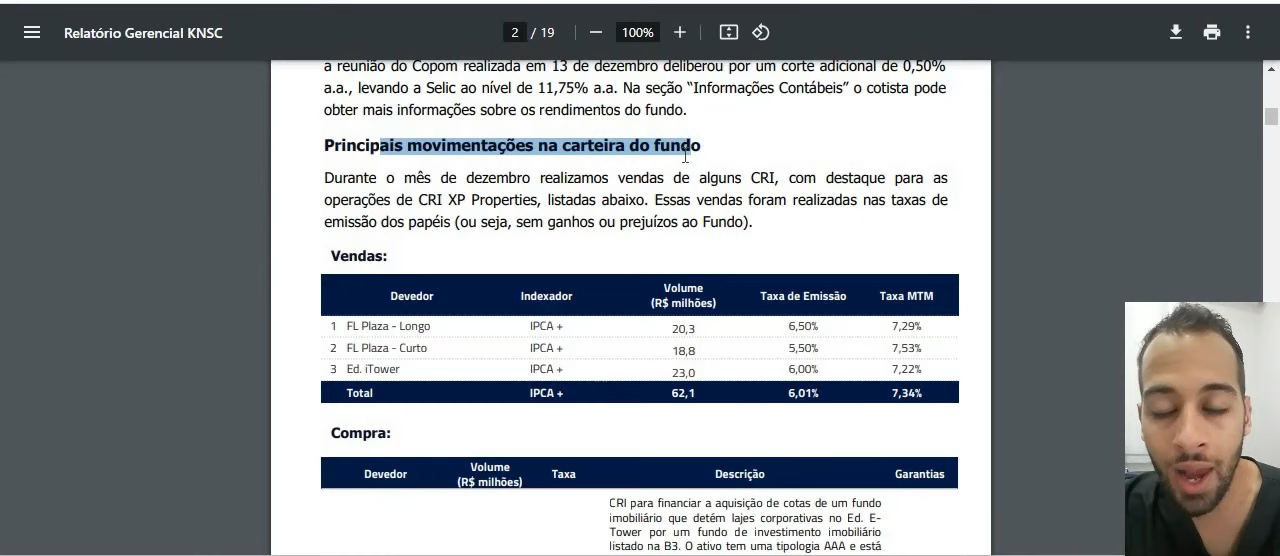 Relatório Gerencial KNSC
2 / 19
100%
a reunião do Copom realizada em 13 de dezembro deliberou por um corte adicional de 0,50%
a.a., levando a Selic ao nível de 11,75% a.a. Na seção “Informações Contábeis” o cotista pode
obter mais informações sobre os rendimentos do fundo.
Principais movimentações na carteira do fundo
Durante o mês de dezembro realizamos vendas de alguns CRI, com destaque para as
operações de CRI XP Properties, listadas abaixo. Essas vendas foram realizadas nas taxas de
emissão dos papéis (ou seja, sem ganhos ou prejuízos ao Fundo).
Vendas:
Devedor Indexador Volume (R$ milhões) Taxa de Emissão Taxa MTM
1 FL Plaza - Longo IPCA + 20,3 6,50% 7,29%
2 FL Plaza - Curto IPCA + 18,8 5,50% 7,53%
3 Ed. iTower IPCA + 23,0 6,00% 7,22%
Total IPCA + 62,1 6,01% 7,34%
Compra:
Devedor Volume (R$ milhões) Taxa Descrição Garantias
CRI para financiar a aquisição de cotas de um fundo
imobiliário que detém lajes corporativas no Ed. E-
Tower por um fundo de investimento imobiliário
listado na B3. O ativo tem uma tipologia AAA e está